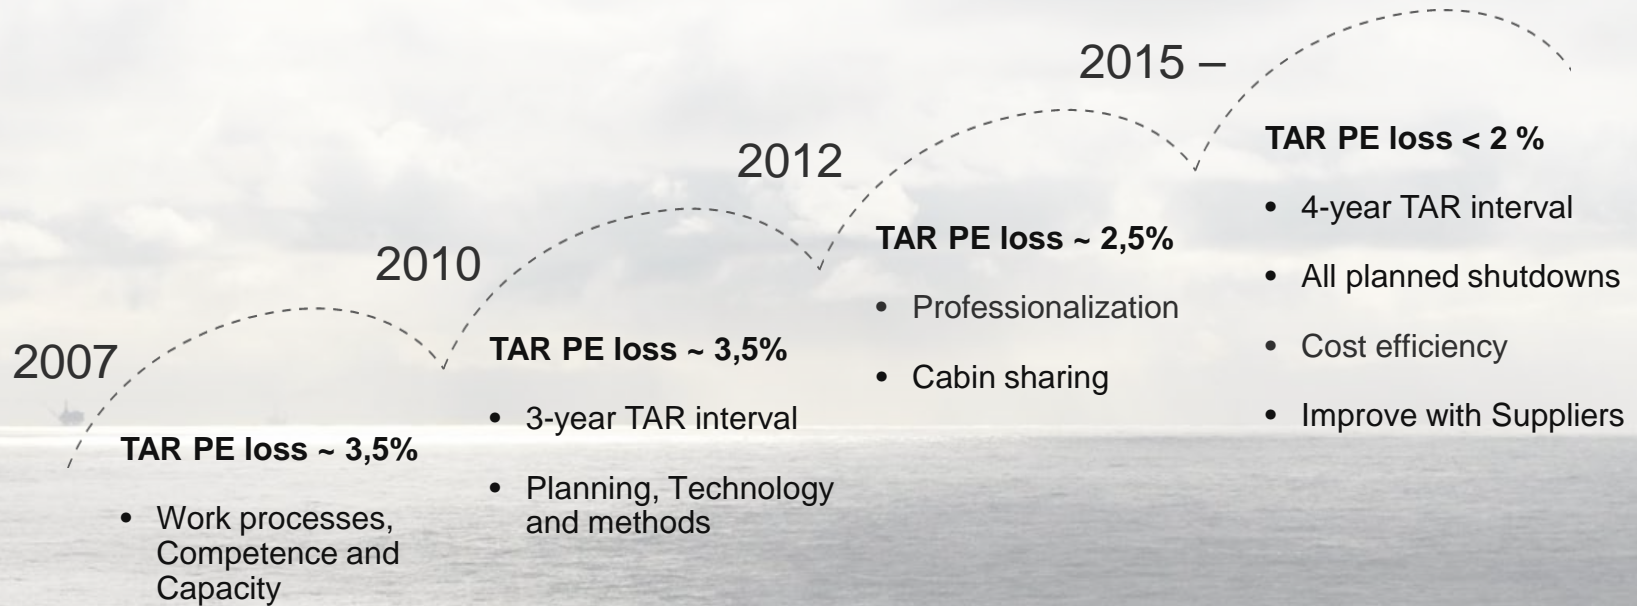 2007
TAR PE loss ~ 3,5%
• Work processes,
Competence and
Capacity
2010
TAR PE loss ~ 3,5%
• 3-year TAR interval
• Planning, Technology
and methods
2012
TAR PE loss ~ 2,5%
• Professionalization
• Cabin sharing
2015 –
TAR PE loss < 2 %
• 4-year TAR interval
• All planned shutdowns
• Cost efficiency
• Improve with Suppliers